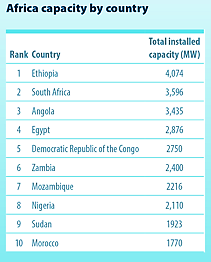 Africa capacity by country
Total installed
Rank Country capacity (MW)
1 Ethiopia 4,074
2 South Africa 3,596
3 Angola 3,435
4 Egypt 2,876
5 Democratic Republic of the Congo 2750
6 Zambia 2,400
7 Mozambique 2216
8 Nigeria 2,110
9 Sudan 1923
10 Morocco 1770